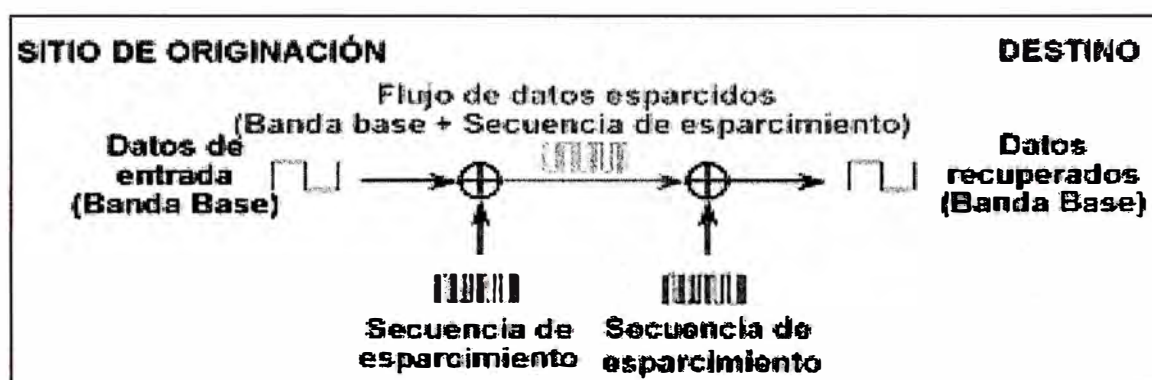 SITIO DE ORIGINACIÓN
DESTINO
Flujo de datos esparcidos
(Banda base + Secuencia de esparcimiento)
Datos de
entrada
(Banda Base)
Datos
recuperados
(Banda Base)
Secuencia de
esparcimiento
Secuencia de
esparcimiento